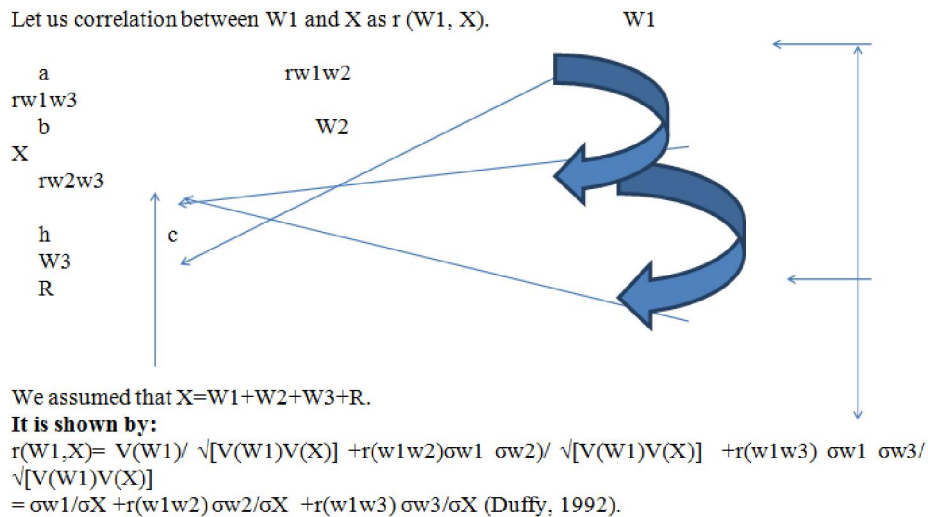 Let us correlation between W1 and X as r (W1, X). W1
a rw1w2
rw1w3
b W2
X
rw2w3
h c
W3
R
We assumed that X=W1+W2+W3+R.
It is shown by:
r(W1,X)= V(W1)/ √[V(W1)V(X)] +r(w1w2)σw1 σw2)/ √[V(W1)V(X)] +r(w1w3) σw1 σw3/
√[V(W1)V(X)]
= σw1/σX +r(w1w2) σw2/σX +r(w1w3) σw3/σX (Duffy, 1992).